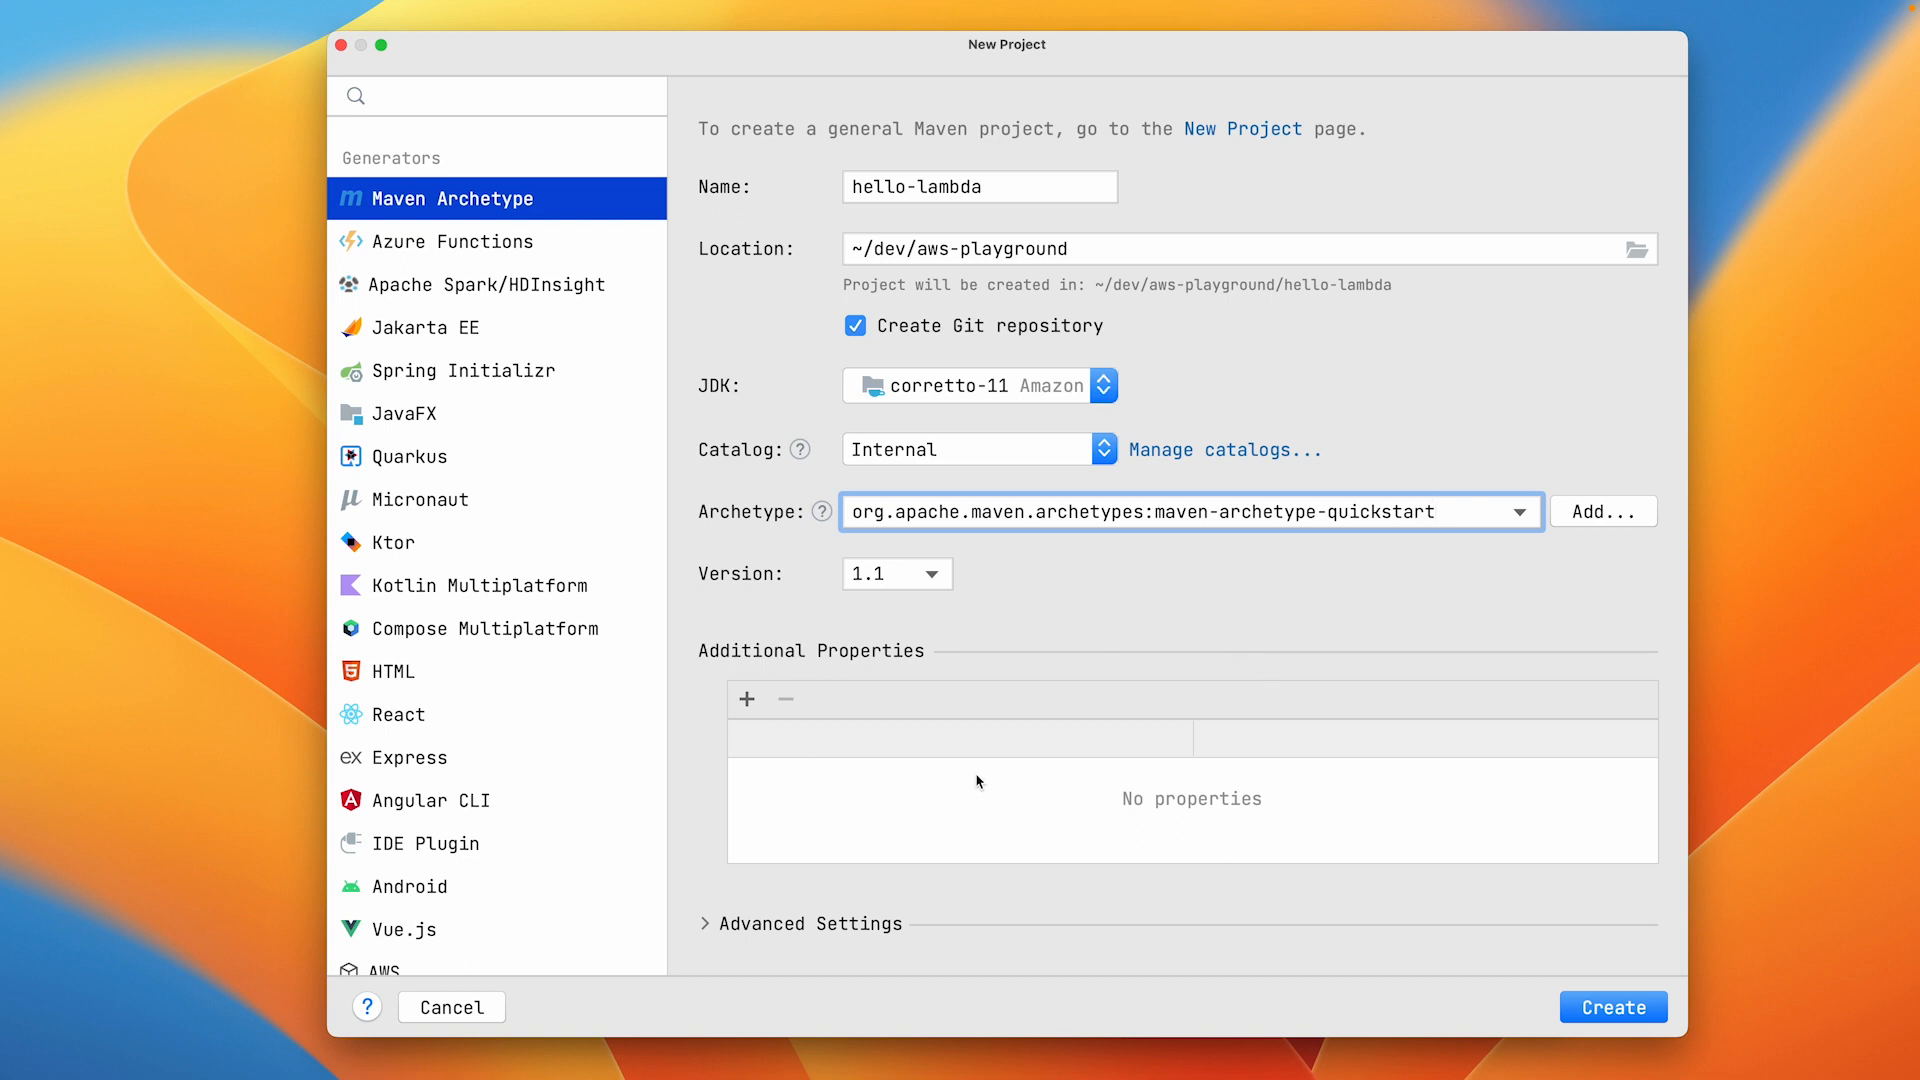 New Project
Generators
Maven Archetype
Azure Functions
Apache Spark/HDInsight
Jakarta EE
Spring Initializr
JavaFX
Quarkus
Micronaut
Ktor
Kotlin Multiplatform
Compose Multiplatform
HTML
React
Express
Angular CLI
IDE Plugin
Android
Vue.js
AWS
To create a general Maven project, go to the New Project page.
Name: hello-lambda
Location: ~/dev/aws-playground
Project will be created in: ~/dev/aws-playground/hello-lambda
Create Git repository
JDK: corretto-11 Amazon
Catalog: ? Internal Manage catalogs...
Archetype: ? org.apache.maven.archetypes:maven-archetype-quickstart Add...
Version: 1.1
Additional Properties
+ −
No properties
> Advanced Settings
? Cancel Create